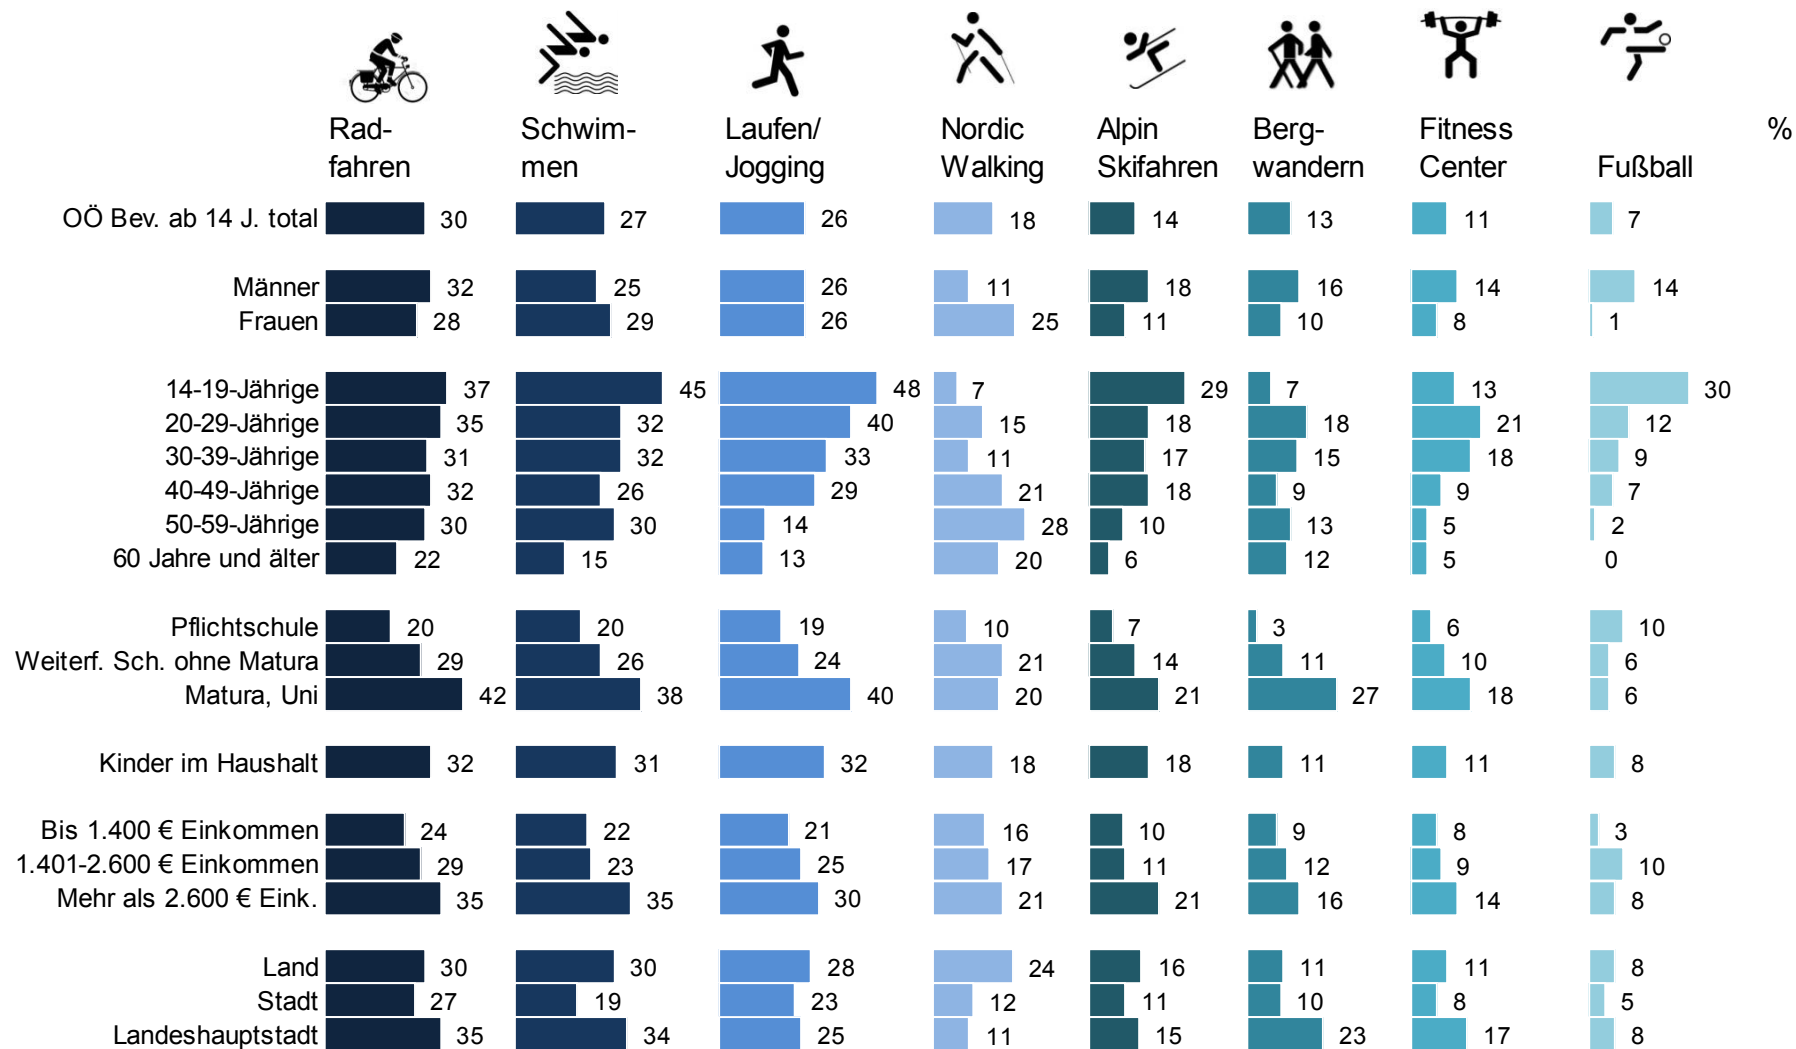 Rad-
fahren
Schwim-
men
Laufen/
Jogging
Nordic
Walking
Alpin
Skifahren
Berg-
wandern
Fitness
Center
Fußball
%
OÖ Bev. ab 14 J. total 30 27 26 18 14 13 11 7
Männer 32 25 26 11 18 16 14 14
Frauen 28 29 26 25 11 10 8 1
14-19-Jährige 37 45 48 7 29 7 13 30
20-29-Jährige 35 32 40 15 18 18 21 12
30-39-Jährige 31 32 33 11 17 15 18 9
40-49-Jährige 32 26 29 21 18 9 9 7
50-59-Jährige 30 30 14 28 10 13 5 2
60 Jahre und älter 22 15 13 20 6 12 5 0
Pflichtschule 20 20 19 10 7 3 6 10
Weiterf. Sch. ohne Matura 29 26 24 21 14 11 10 6
Matura, Uni 42 38 40 20 21 27 18 6
Kinder im Haushalt 32 31 32 18 18 11 11 8
Bis 1.400 € Einkommen 24 22 21 16 10 9 8 3
1.401-2.600 € Einkommen 29 23 25 17 11 12 9 10
Mehr als 2.600 € Eink. 35 35 30 21 21 16 14 8
Land 30 30 28 24 16 11 11 8
Stadt 27 19 23 12 11 10 8 5
Landeshauptstadt 35 34 25 11 15 23 17 8